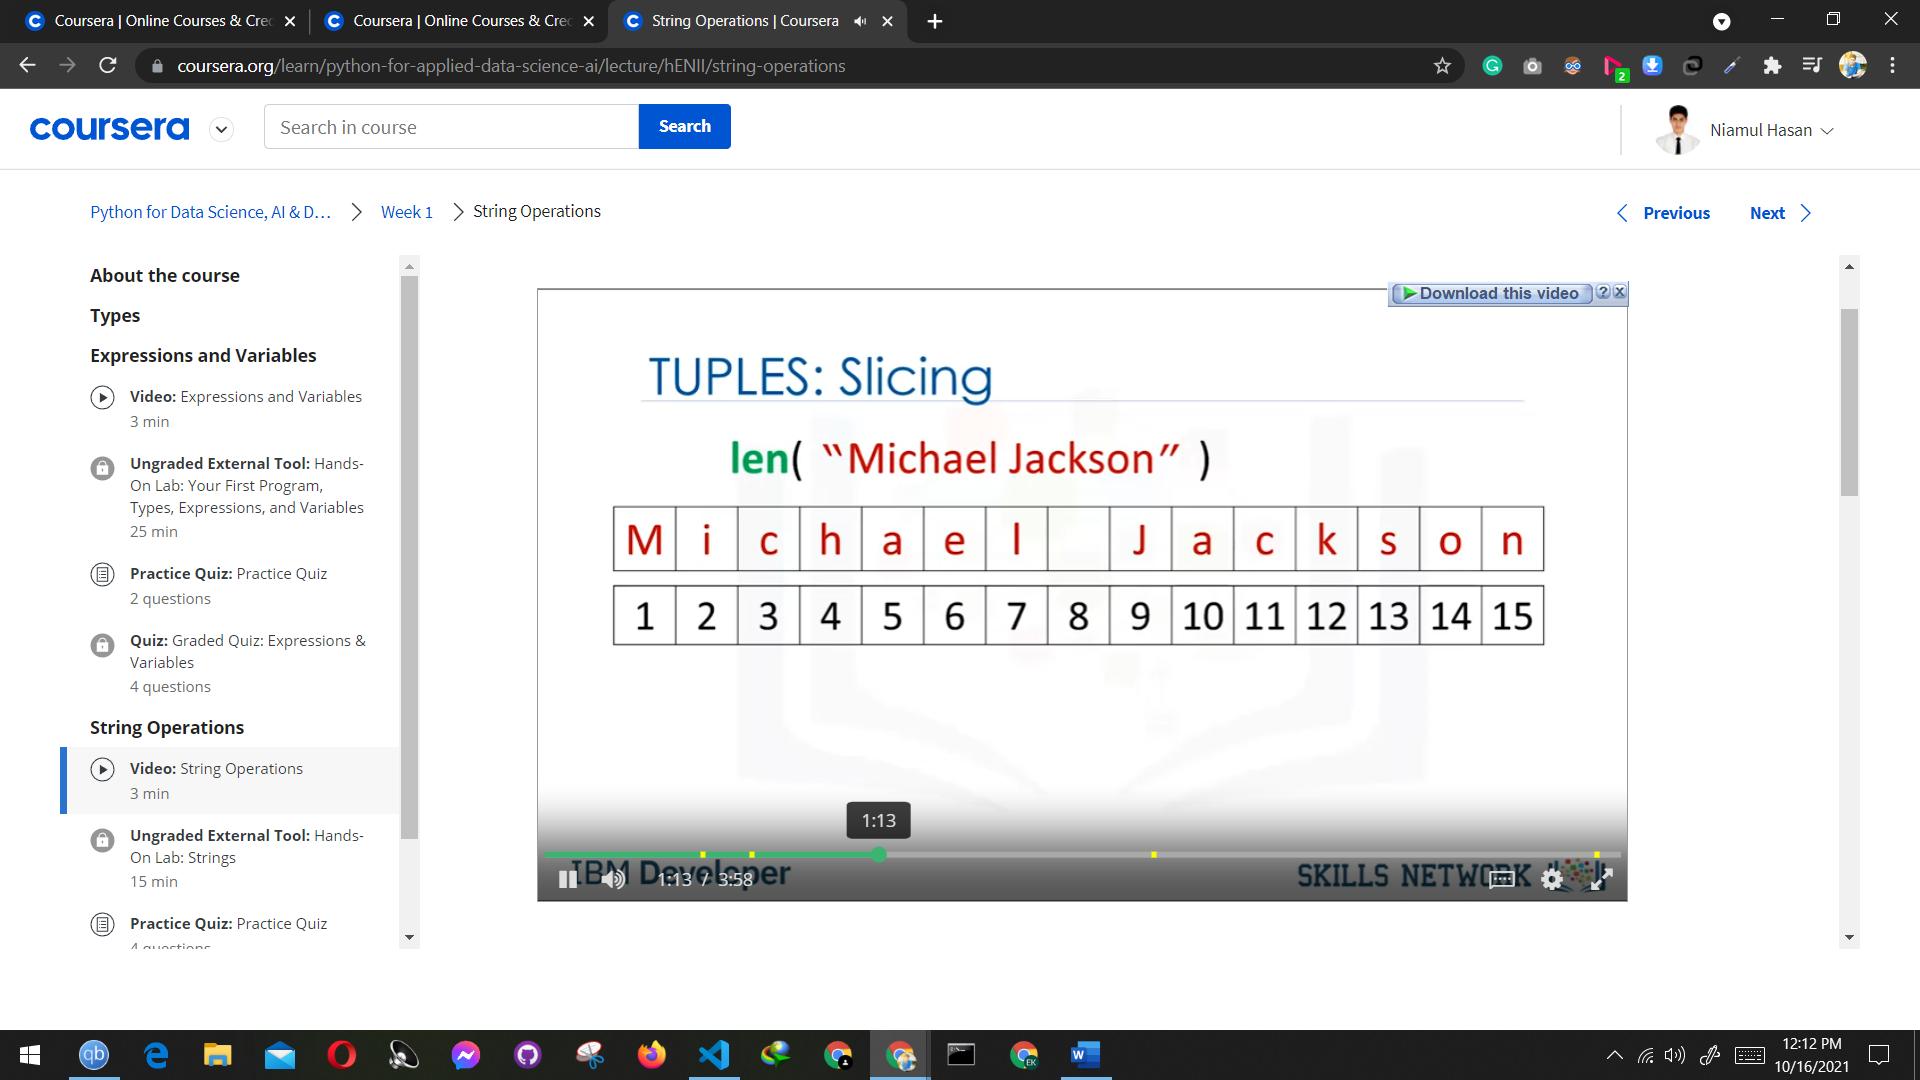 Coursera | Online Courses & Cre
Coursera | Online Courses & Cre
String Operations | Coursera
coursera.org/learn/python-for-applied-data-science-ai/lecture/hENII/string-operations
2
coursera
Search in course
Search
Niamul Hasan
Python for Data Science, AI & D...
Week 1
String Operations
Previous
Next
About the course
Types
Expressions and Variables
Video: Expressions and Variables
3 min
Ungraded External Tool: Hands-
On Lab: Your First Program,
Types, Expressions, and Variables
25 min
Practice Quiz: Practice Quiz
2 questions
Quiz: Graded Quiz: Expressions &
Variables
4 questions
String Operations
Video: String Operations
3 min
Ungraded External Tool: Hands-
On Lab: Strings
15 min
Practice Quiz: Practice Quiz
4 questions
Download this video
TUPLES: Slicing
len( "Michael Jackson" )
M i c h a e l J a c k s o n
1 2 3 4 5 6 7 8 9 10 11 12 13 14 15
1:13
IBM Developer
SKILLS NETWORK
1:13 / 3:58
12:12 PM
10/16/2021